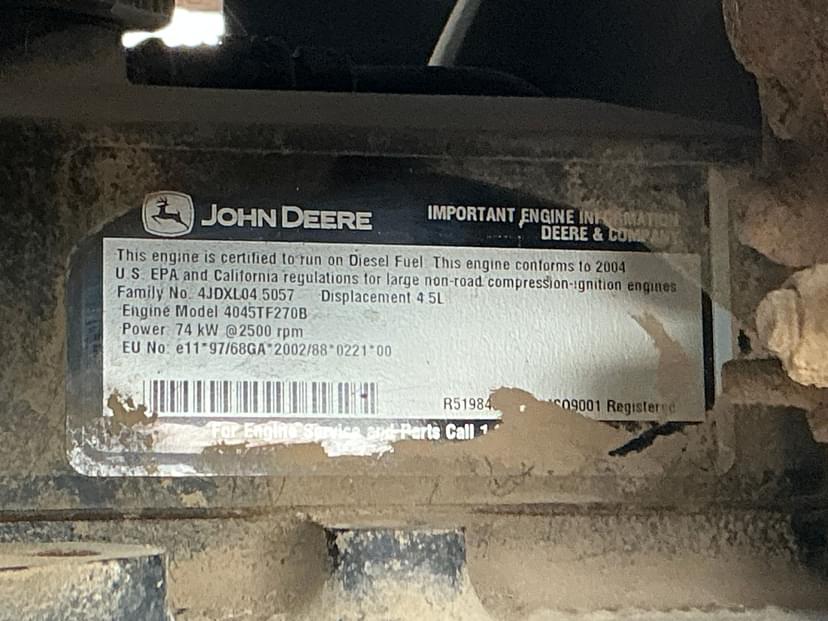 JOHN DEERE
IMPORTANT ENGINE INFORMATION
DEERE & COMPANY
This engine is certified to run on Diesel Fuel. This engine conforms to 2004
U S. EPA and California regulations for large non-road compression-ignition engines
Family No. 4JDXL04.5057 Displacement 4.5L
Engine Model 4045TF270B
Power: 74 kW @2500 rpm
EU No: e11*97/68GA*2002/88*0221*00
R51984 ISO9001 Registered
For Engine Service and Parts Call 1